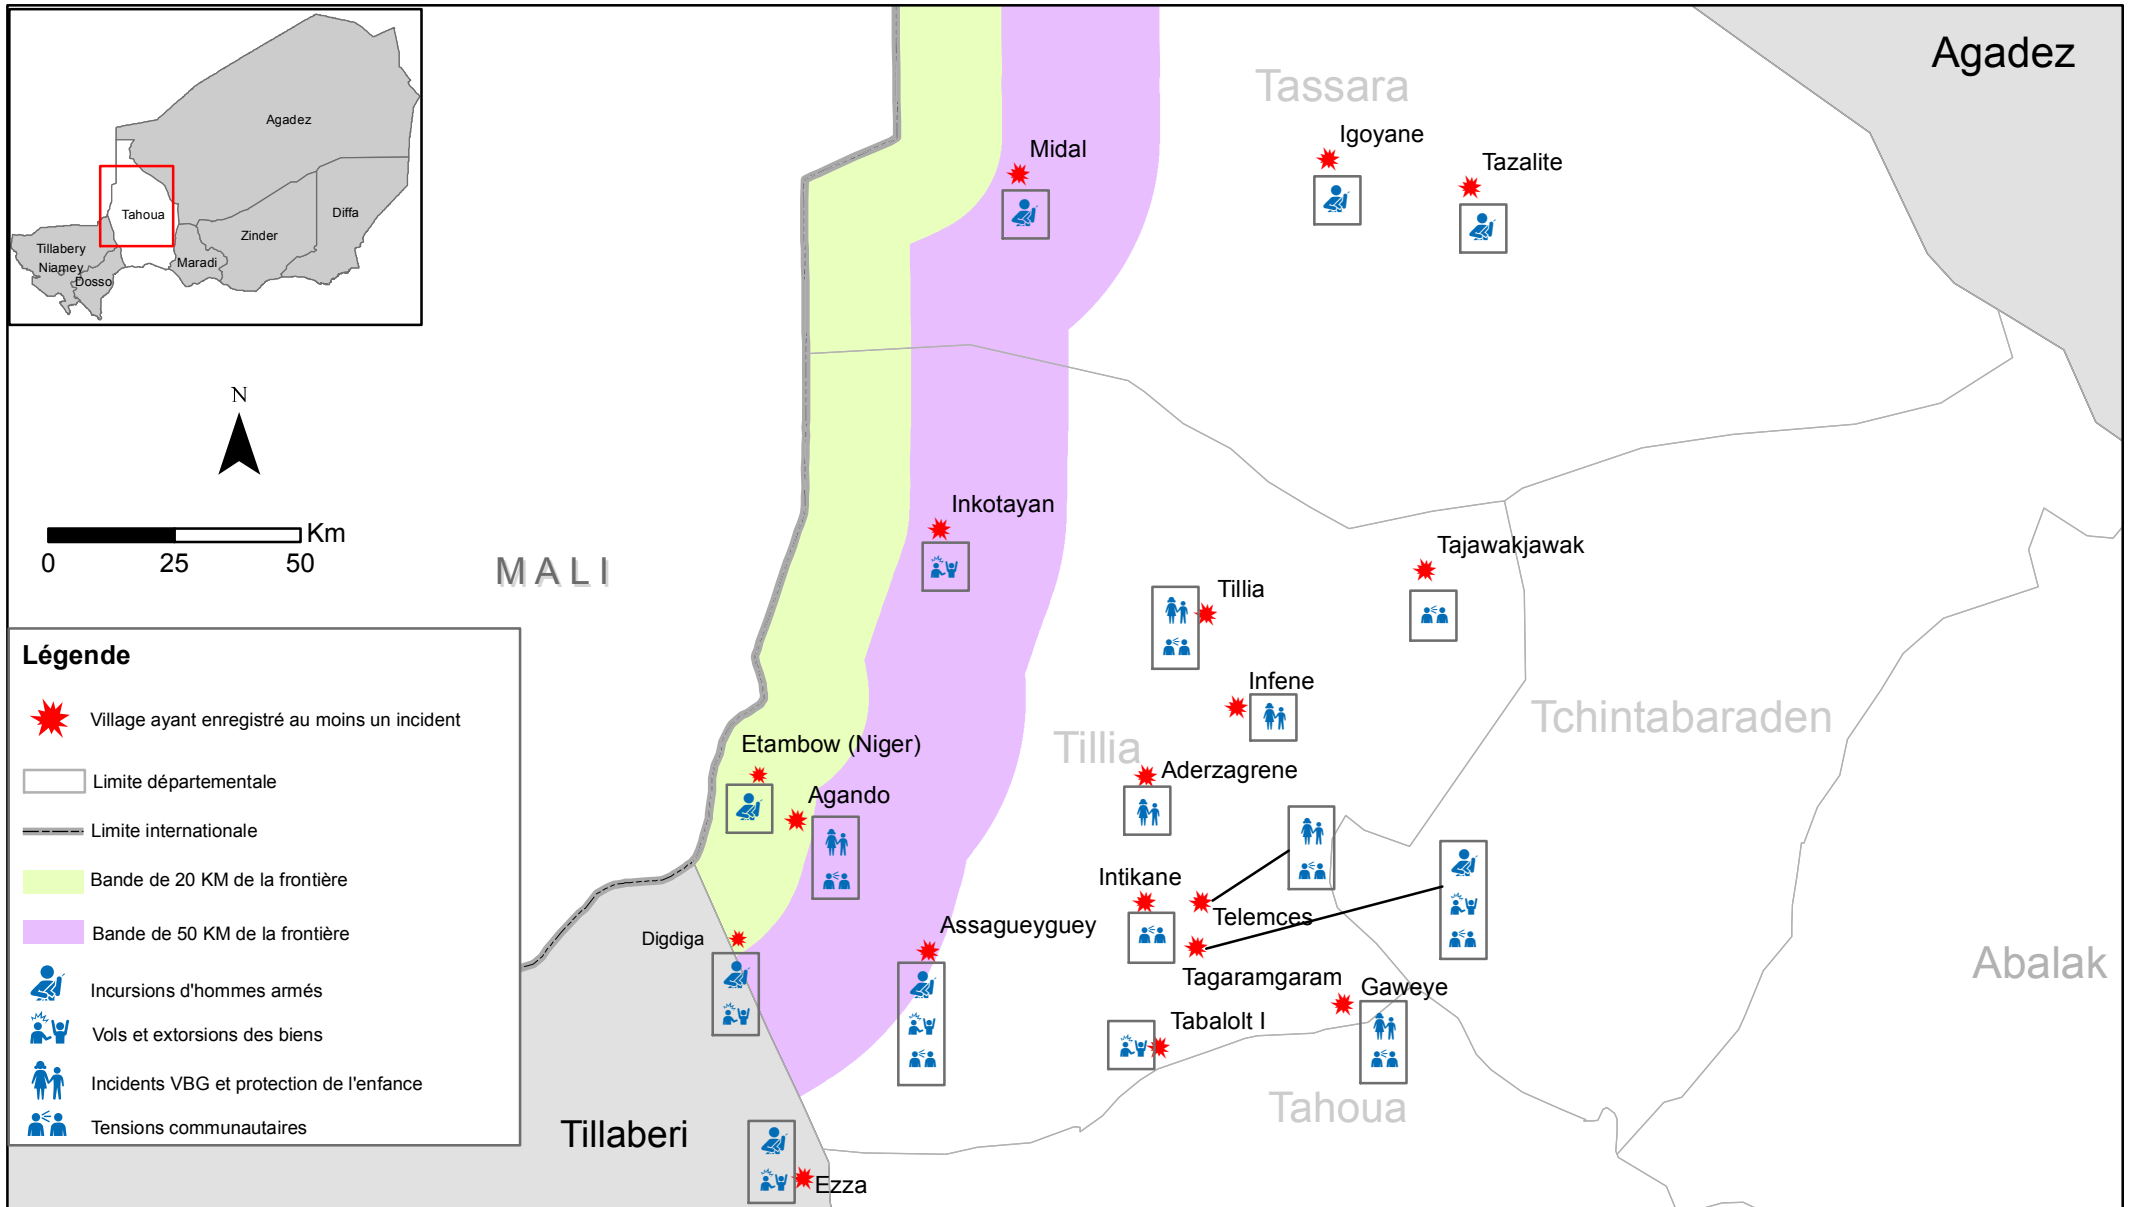 Agadez
Tahoua
Diffa
Zinder
Maradi
Tillabery
Niamey
Dosso
N
Km
0 25 50
MALI
Agadez
Tassara
Igoyane
Tazalite
Midal
Inkotayan
Tajawakjawak
Tillia
Infene
Tchintabaraden
Tillia
Etambow (Niger)
Agando
Aderzagrene
Intikane
Telemces
Assagueyguey
Digdiga
Tagaramgaram
Gaweye
Abalak
Tabalolt I
Tahoua
Tillaberi
Ezza
Légende
Village ayant enregistré au moins un incident
Limite départementale
Limite internationale
Bande de 20 KM de la frontière
Bande de 50 KM de la frontière
Incursions d'hommes armés
Vols et extorsions des biens
Incidents VBG et protection de l'enfance
Tensions communautaires